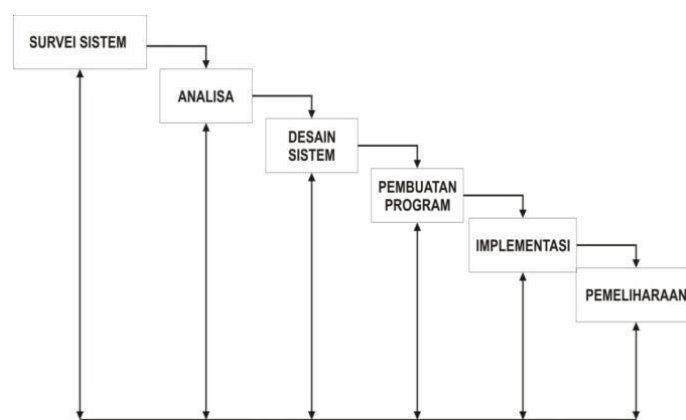 SURVEI SISTEM
ANALISA
DESAIN
SISTEM
PEMBUATAN
PROGRAM
IMPLEMENTASI
PEMELIHARAAN